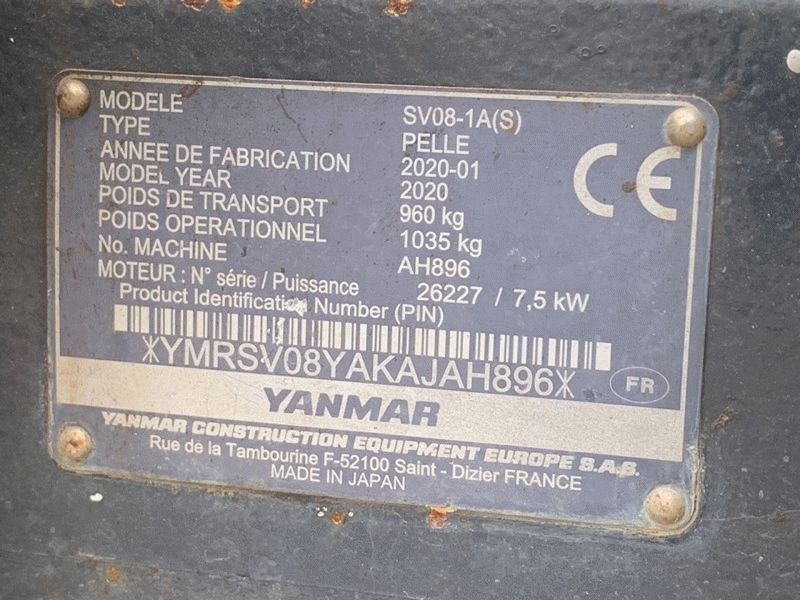 MODELE SV08-1A(S)
TYPE PELLE
ANNEE DE FABRICATION 2020-01
MODEL YEAR 2020
POIDS DE TRANSPORT 960 kg
POIDS OPERATIONNEL 1035 kg
No. MACHINE AH896
MOTEUR : N° série / Puissance 26227 / 7,5 kW
Product Identification Number (PIN)
*YMRSV08YAKAJAH896*
FR
YANMAR
YANMAR CONSTRUCTION EQUIPMENT EUROPE S.A.S.
Rue de la Tambourine F-52100 Saint - Dizier FRANCE
MADE IN JAPAN
CE